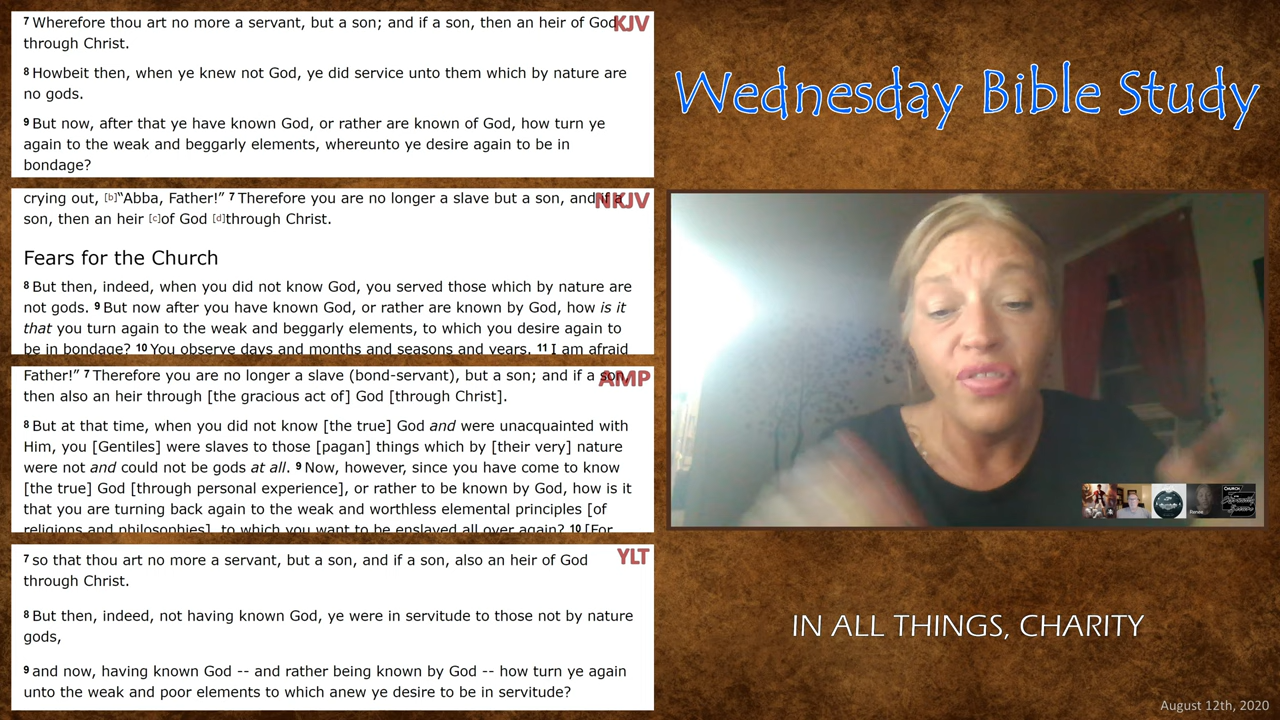 7 Wherefore thou art no more a servant, but a son; and if a son, then an heir of God
through Christ.
8 Howbeit then, when ye knew not God, ye did service unto them which by nature are
no gods.
9 But now, after that ye have known God, or rather are known of God, how turn ye
again to the weak and beggarly elements, whereunto ye desire again to be in
bondage?
KJV
crying out, [b]“Abba, Father!” 7 Therefore you are no longer a slave but a son, and if a
son, then an heir [c]of God [d]through Christ.
Fears for the Church
8 But then, indeed, when you did not know God, you served those which by nature are
not gods. 9 But now after you have known God, or rather are known by God, how is it
that you turn again to the weak and beggarly elements, to which you desire again to
be in bondage? 10 You observe days and months and seasons and years. 11 I am afraid
NKJV
Father!” 7 Therefore you are no longer a slave (bond-servant), but a son; and if a son,
then also an heir through [the gracious act of] God [through Christ].
8 But at that time, when you did not know [the true] God and were unacquainted with
Him, you [Gentiles] were slaves to those [pagan] things which by [their very] nature
were not and could not be gods at all. 9 Now, however, since you have come to know
[the true] God [through personal experience], or rather to be known by God, how is it
that you are turning back again to the weak and worthless elemental principles [of
religions and philosophies], to which you want to be enslaved all over again? 10 [For
AMP
7 so that thou art no more a servant, but a son, and if a son, also an heir of God
through Christ.
8 But then, indeed, not having known God, ye were in servitude to those not by nature
gods,
9 and now, having known God -- and rather being known by God -- how turn ye again
unto the weak and poor elements to which anew ye desire to be in servitude?
YLT
Wednesday Bible Study
Renee
CHURCH
IN ALL THINGS, CHARITY
August 12th, 2020